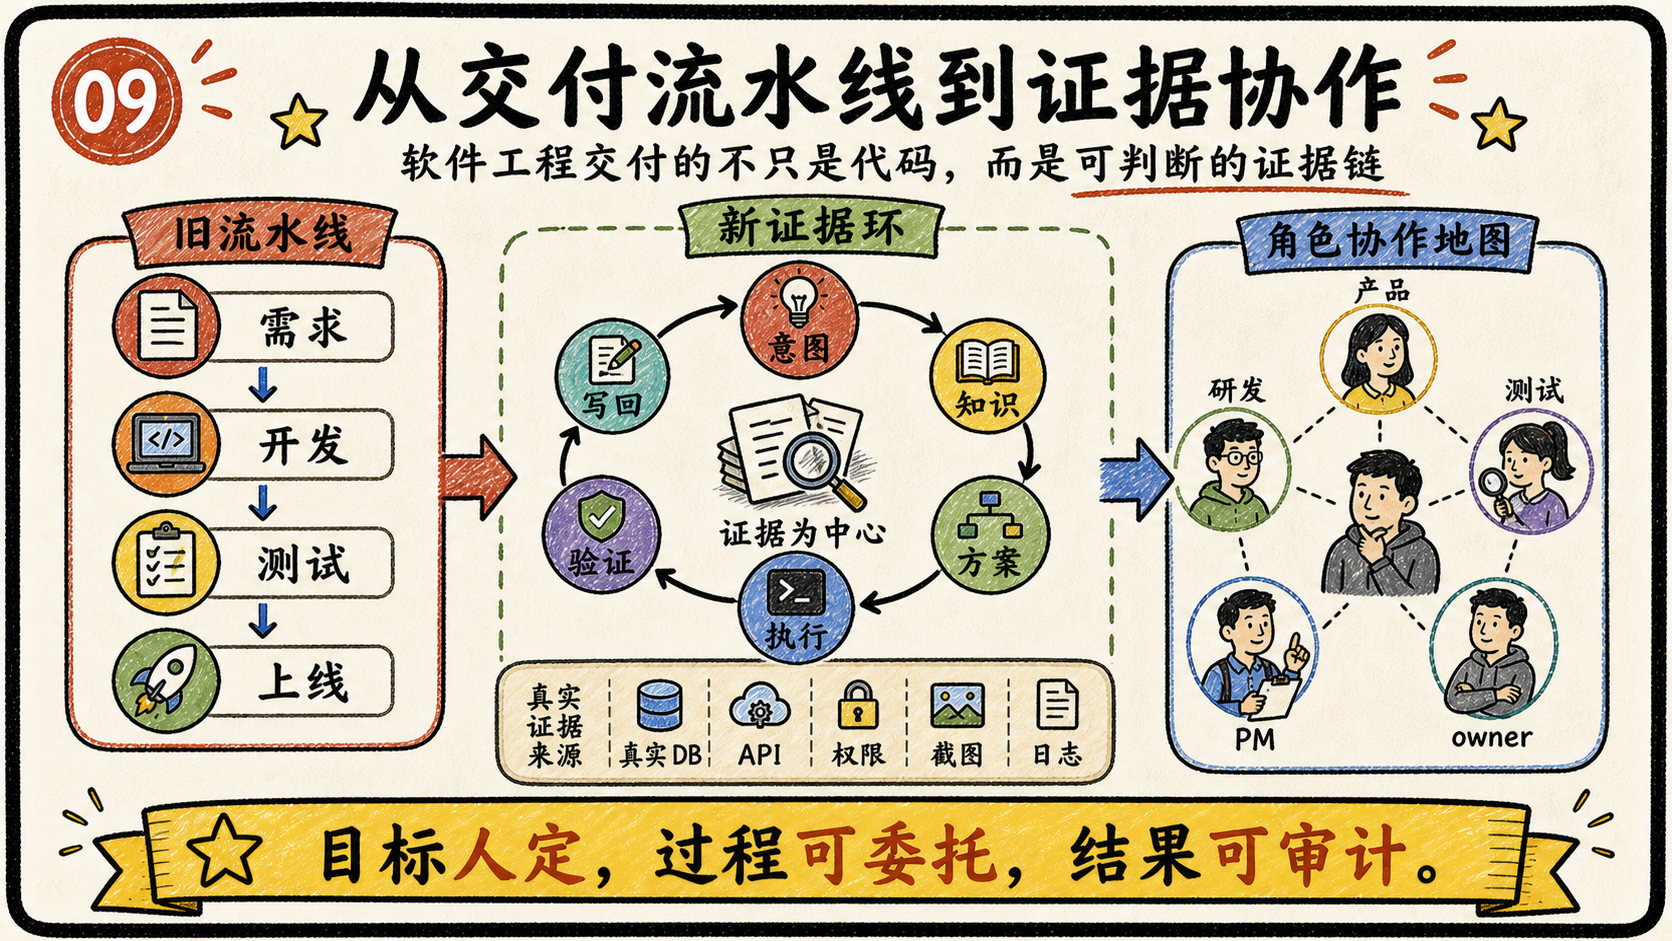 09
从交付流水线到证据协作
软件工程交付的不只是代码，而是可判断的证据链
旧流水线
需求
</>
开发
测试
上线
新证据环
意图
知识
方案
>_
执行
验证
写回
证据为中心
真实
证据
来源
真实DB
API
权限
截图
日志
角色协作地图
产品
研发
测试
PM
owner
目标人定，过程可委托，结果可审计。